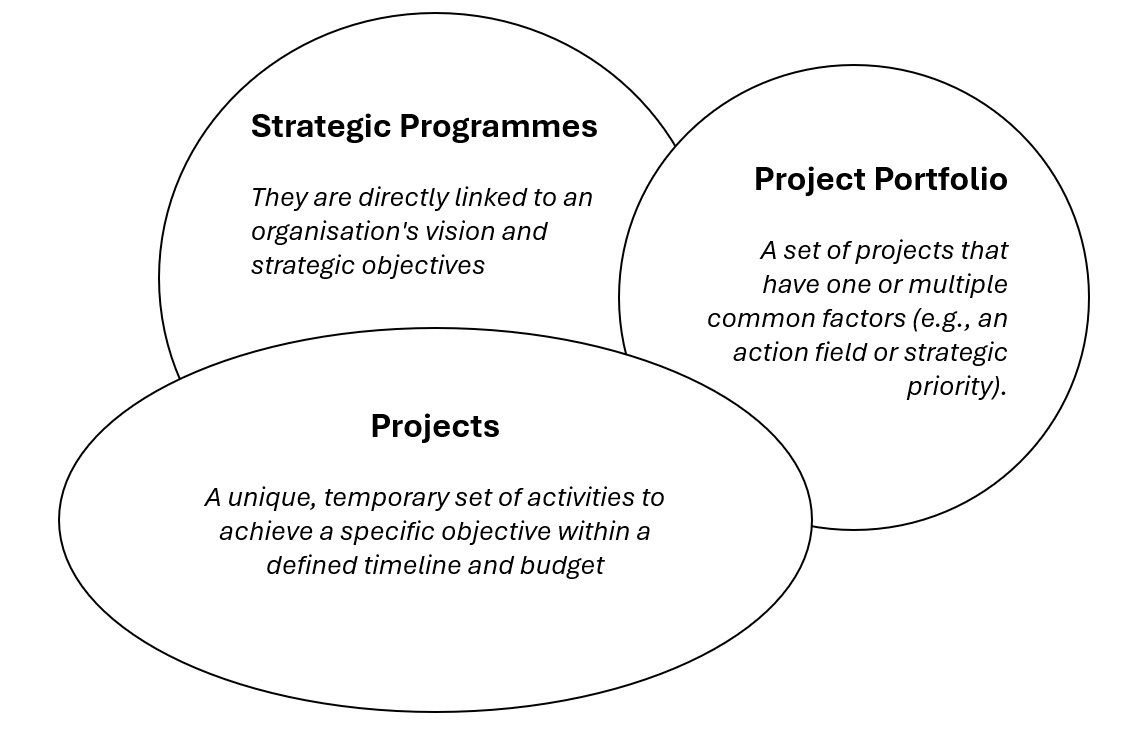 Strategic Programmes
They are directly linked to an
organisation's vision and
strategic objectives
Project Portfolio
A set of projects that
have one or multiple
common factors (e.g., an
action field or strategic
priority).
Projects
A unique, temporary set of activities to
achieve a specific objective within a
defined timeline and budget